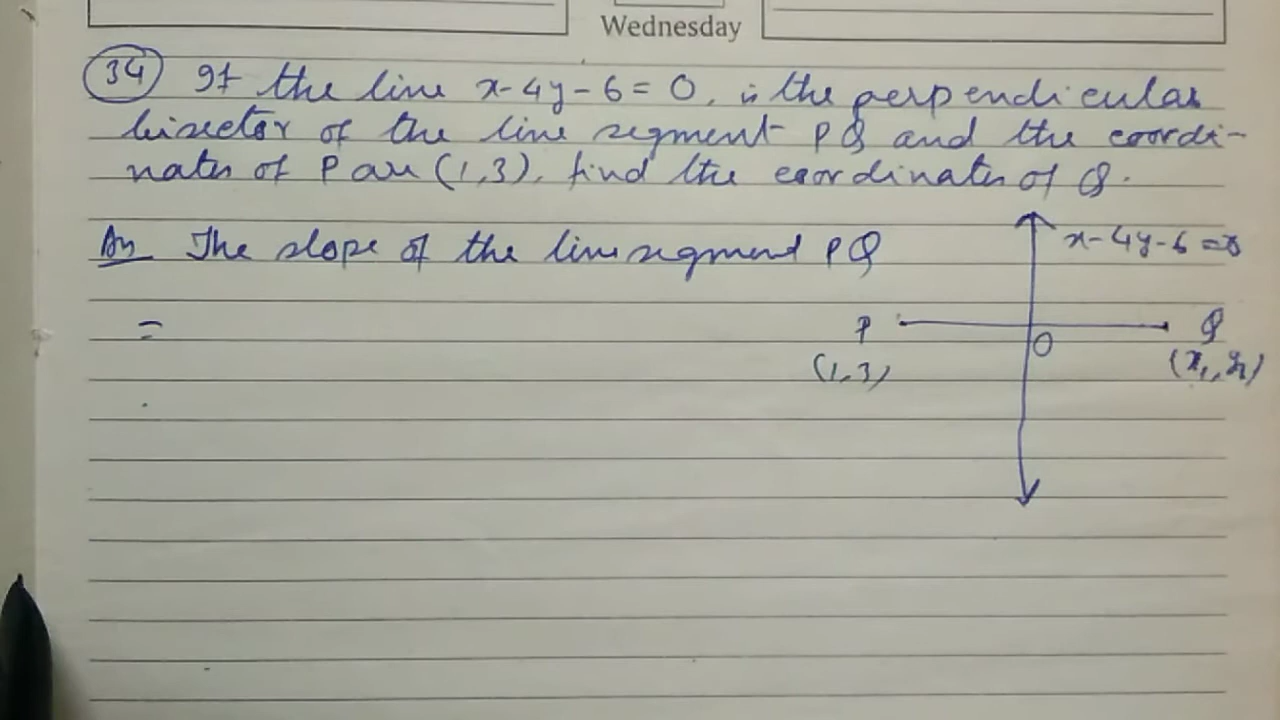 Wednesday
34 If the line x-4y-6=0, is the perpendicular
bisector of the line segment PQ and the coordi-
nates of P are (1,3), find the coordinates of Q.
An The slope of the line segment PQ
=
x-4y-6=0
P
O
Q
(1,3)
(x₁,y₁)